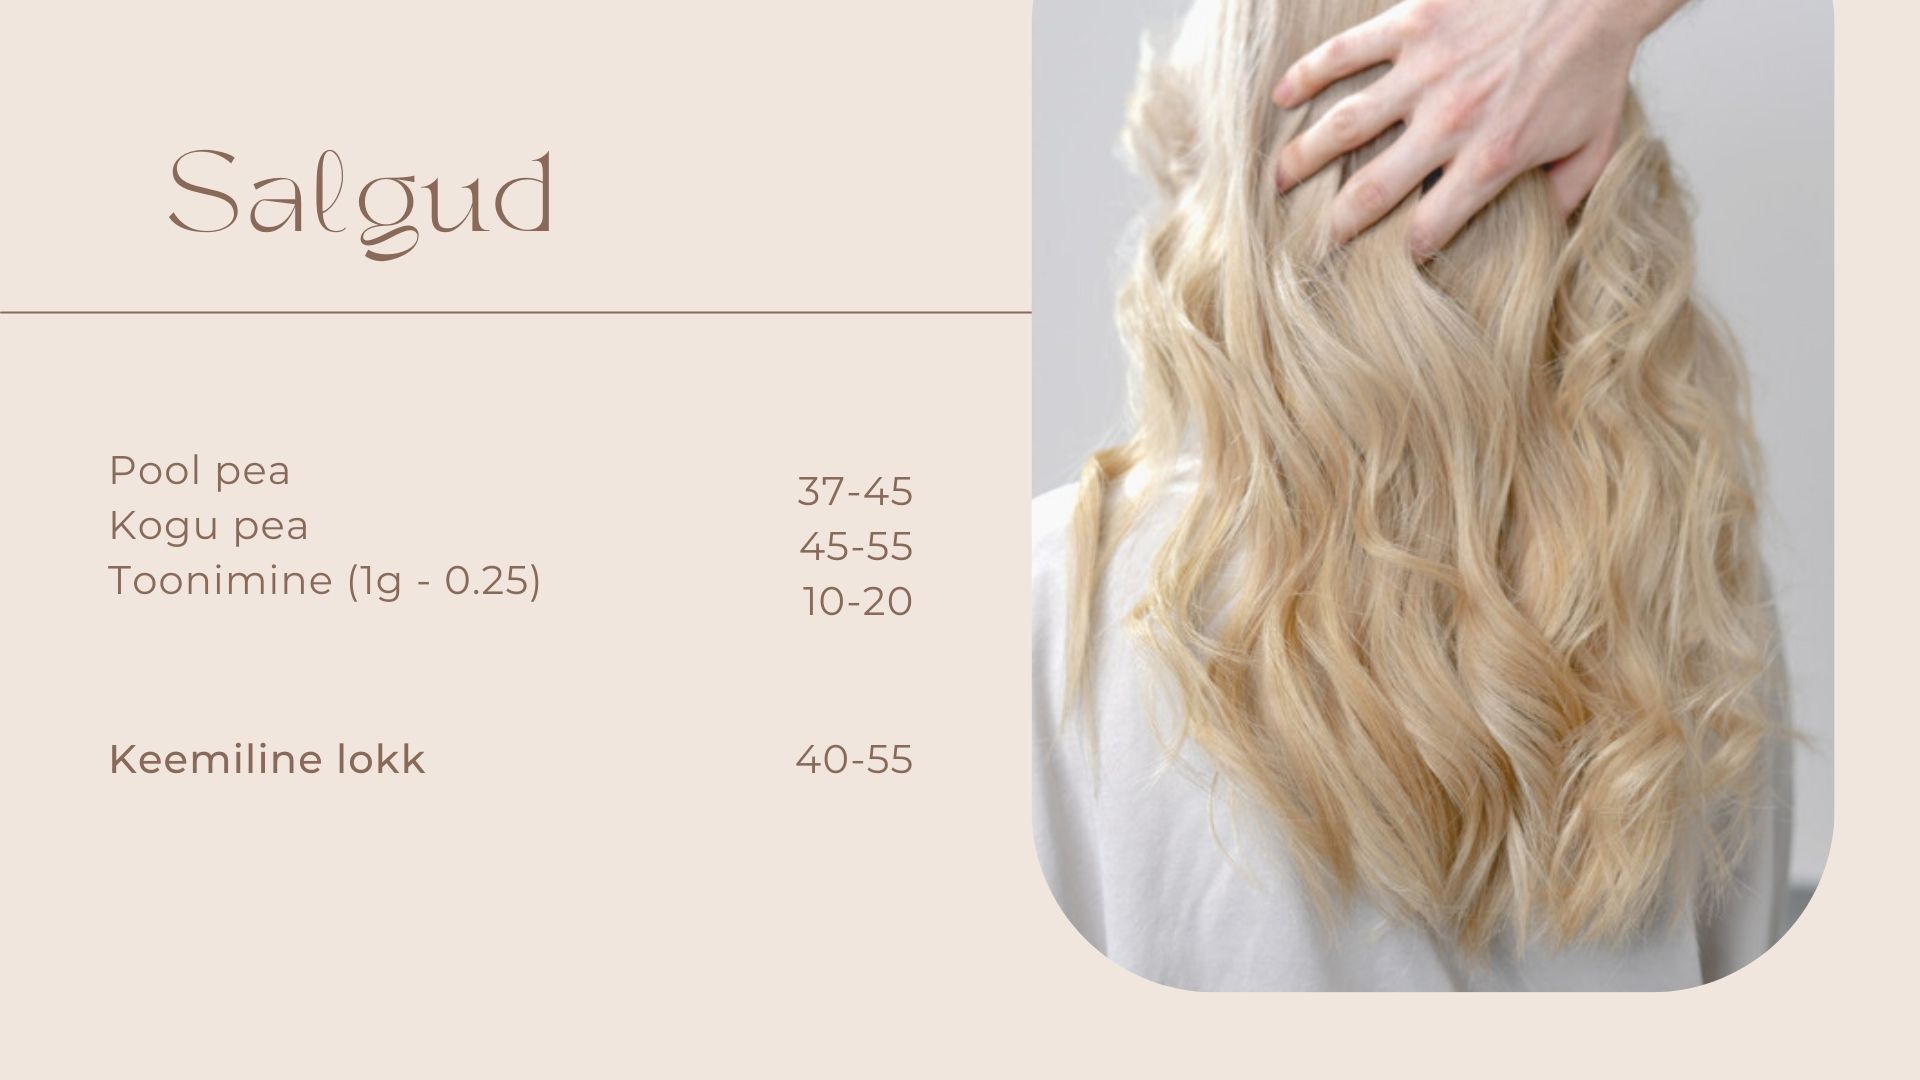 Salgud
Pool pea 37-45
Kogu pea 45-55
Toonimine (1g - 0.25) 10-20
Keemiline lokk 40-55